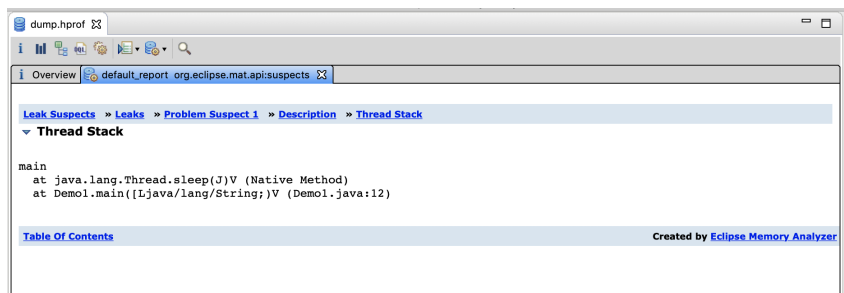 dump.hprof
i OQL
i Overview default_report org.eclipse.mat.api:suspects
Leak Suspects » Leaks » Problem Suspect 1 » Description » Thread Stack
Thread Stack
main
at java.lang.Thread.sleep(J)V (Native Method)
at Demo1.main([Ljava/lang/String;)V (Demo1.java:12)
Table Of Contents Created by Eclipse Memory Analyzer